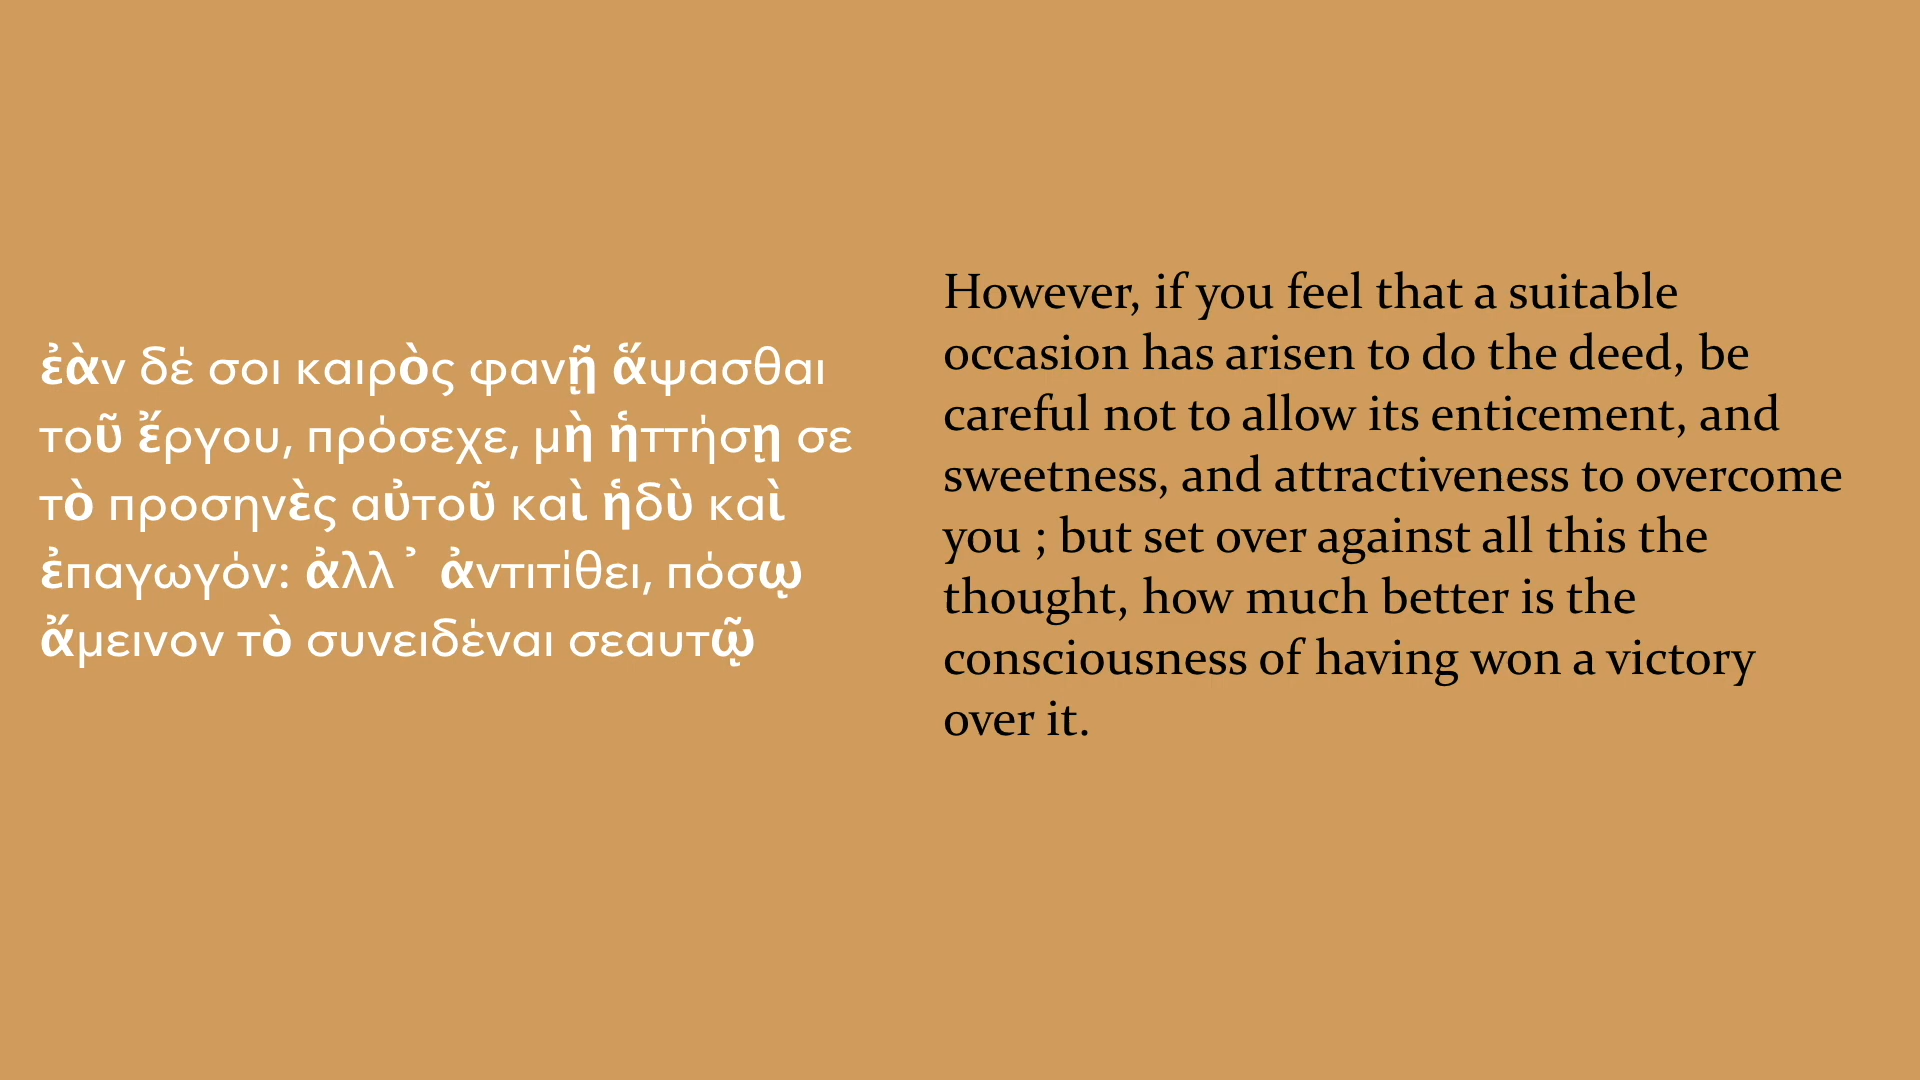 ἐὰν δέ σοι καιρὸς φανῇ ἅψασθαι
τοῦ ἔργου, πρόσεχε, μὴ ἡττήσῃ σε
τὸ προσηνὲς αὐτοῦ καὶ ἡδὺ καὶ
ἐπαγωγόν: ἀλλ᾽ ἀντιτίθει, πόσῳ
ἄμεινον τὸ συνειδέναι σεαυτῷ
However, if you feel that a suitable
occasion has arisen to do the deed, be
careful not to allow its enticement, and
sweetness, and attractiveness to overcome
you ; but set over against all this the
thought, how much better is the
consciousness of having won a victory
over it.